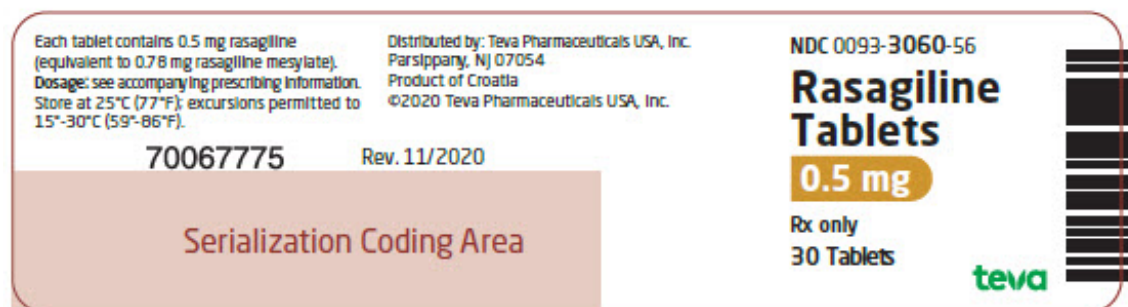 Each tablet contains 0.5 mg rasagiline
(equivalent to 0.78 mg rasagiline mesylate).
Dosage: see accompanying prescribing information.
Store at 25°C (77°F); excursions permitted to
15°-30°C (59°-86°F).
70067775
Distributed by: Teva Pharmaceuticals USA, Inc.
Parsippany, NJ 07054
Product of Croatia
©2020 Teva Pharmaceuticals USA, Inc.
Rev. 11/2020
Serialization Coding Area
NDC 0093-3060-56
Rasagiline
Tablets
0.5 mg
Rx only
30 Tablets
teva